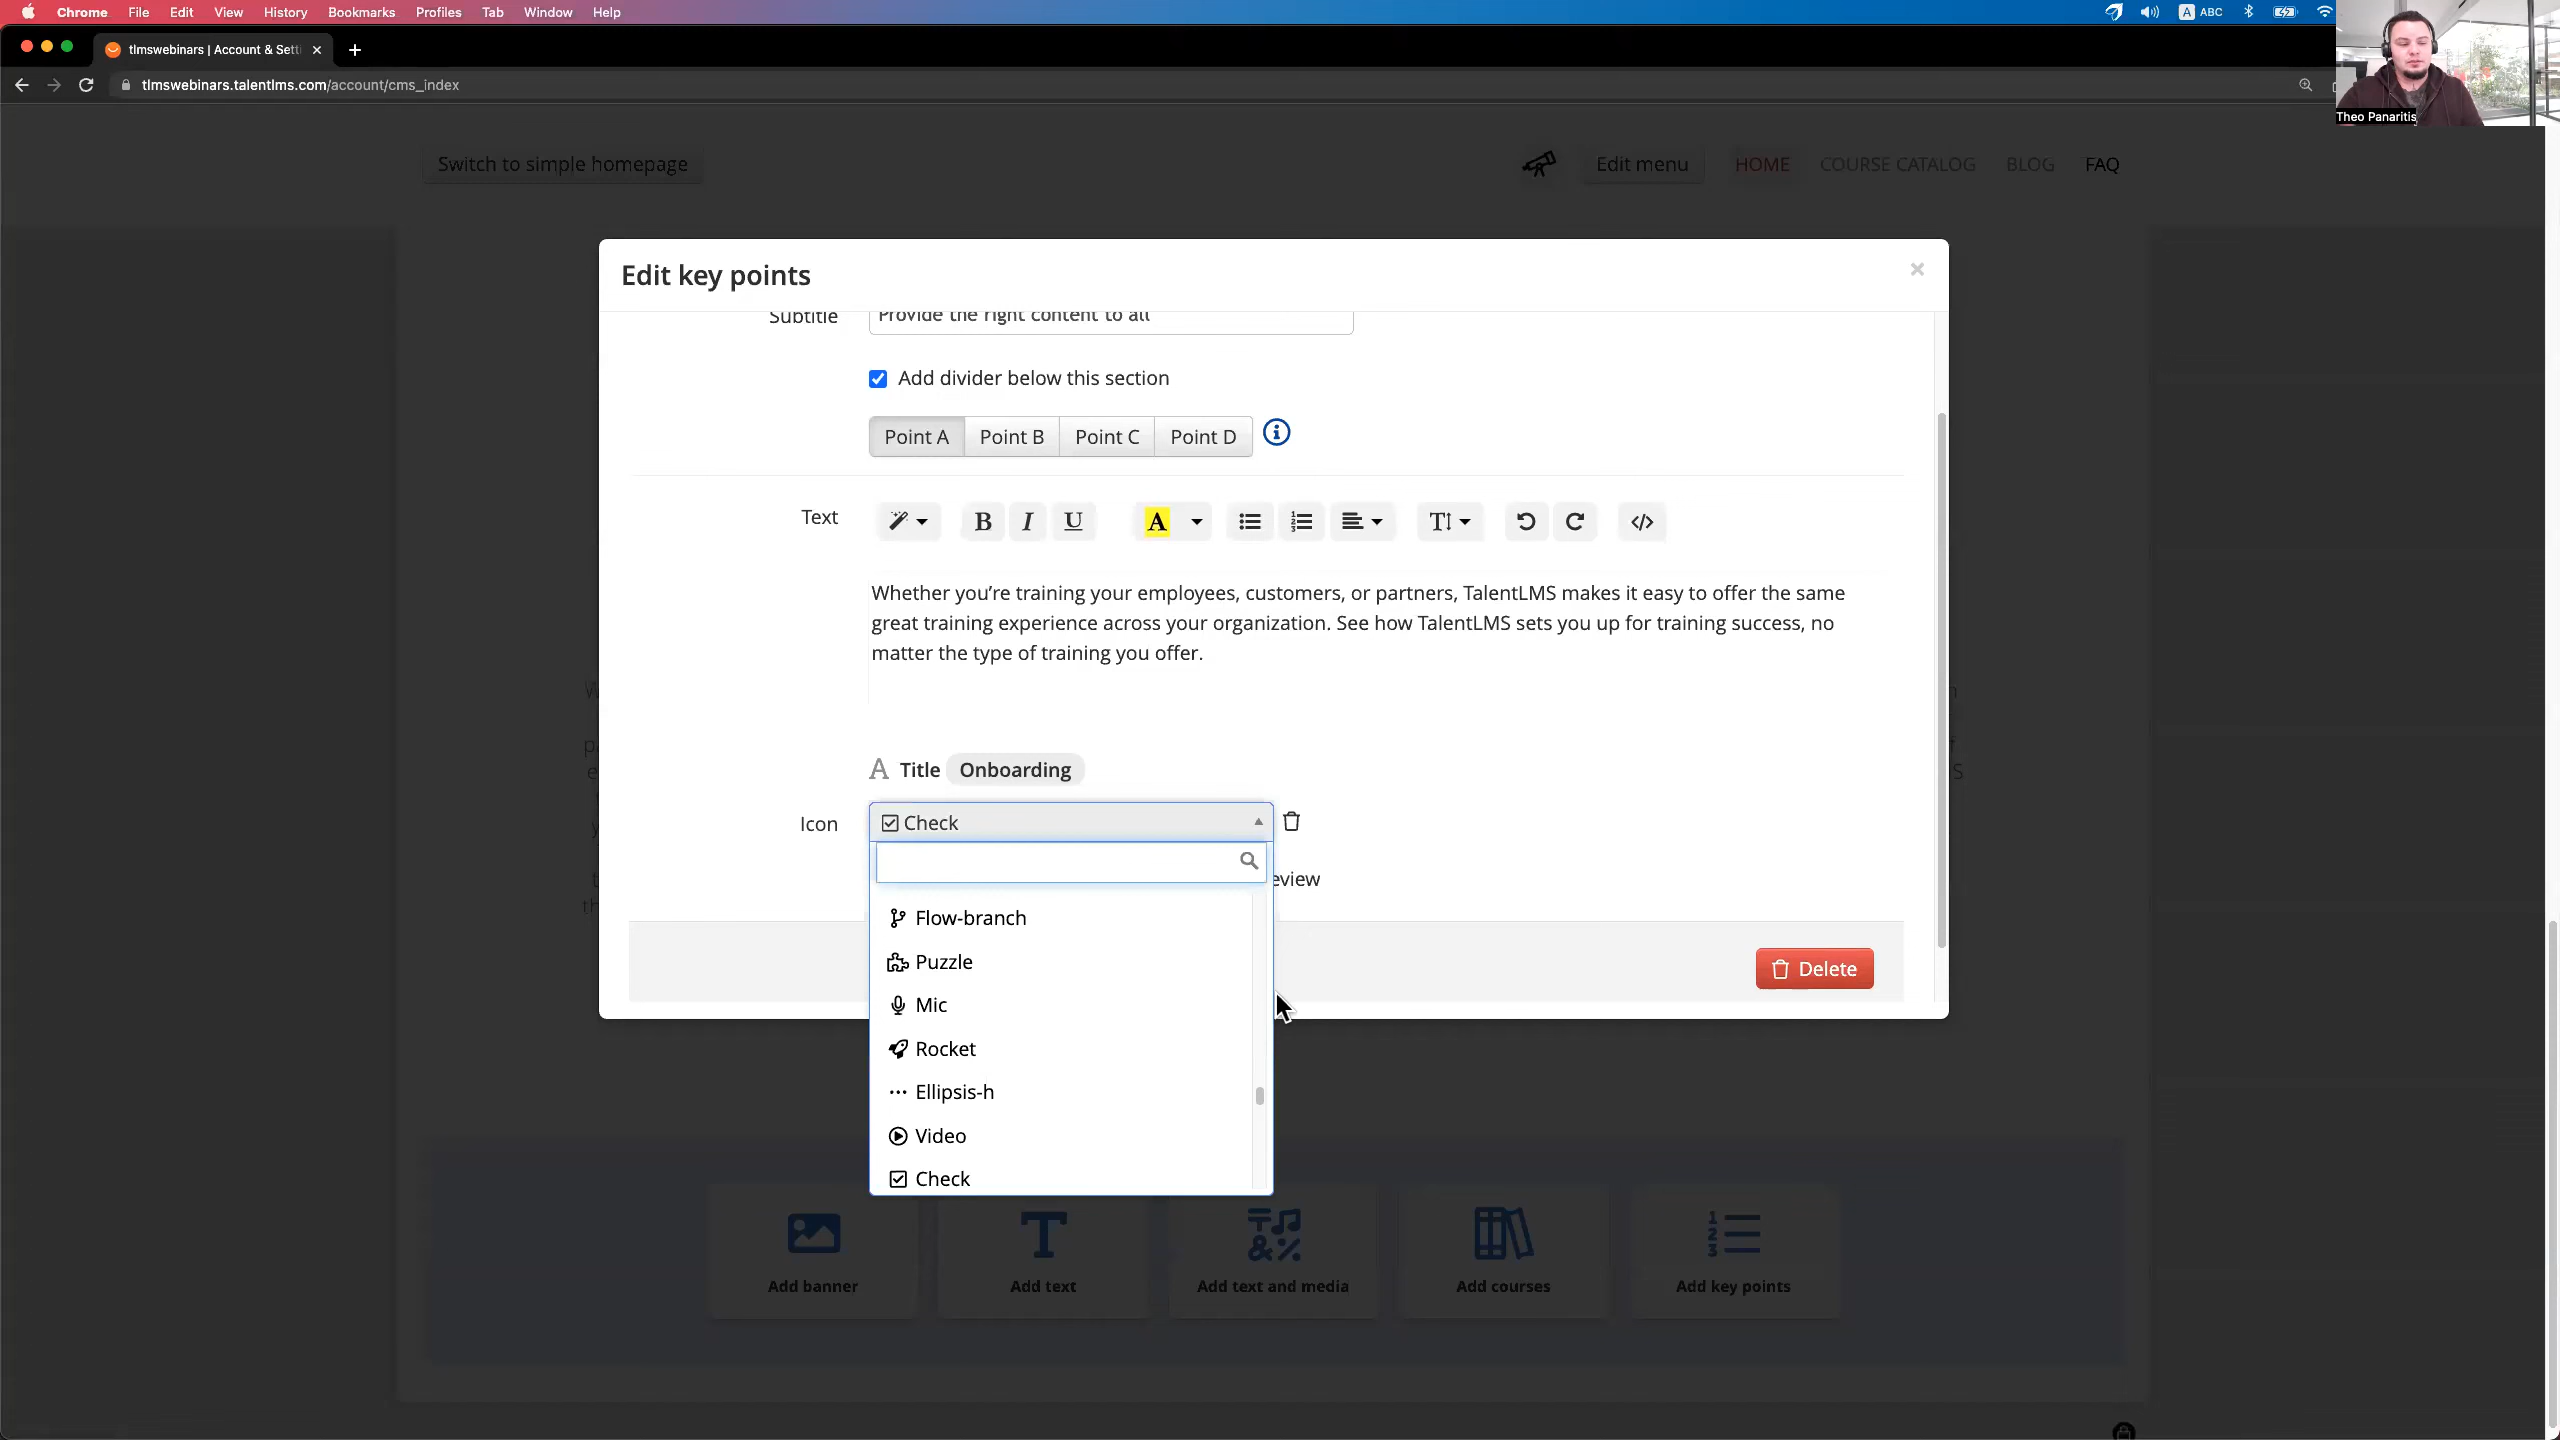 Chrome File Edit View History Bookmarks Profiles Tab Window Help
A ABC
tlmswebinars | Account & Setti
tlmswebinars.talentlms.com/account/cms_index
Theo Panaritis
Switch to simple homepage
Edit menu HOME COURSE CATALOG BLOG FAQ
Edit key points
Subtitle Provide the right content to all
Add divider below this section
Point A Point B Point C Point D
Text
B I U A
Whether you’re training your employees, customers, or partners, TalentLMS makes it easy to offer the same
great training experience across your organization. See how TalentLMS sets you up for training success, no
matter the type of training you offer.
A Title Onboarding
Icon Check
eview
Flow-branch
Puzzle
Delete
Mic
Rocket
Ellipsis-h
Video
Check
Add banner Add text Add text and media Add courses Add key points